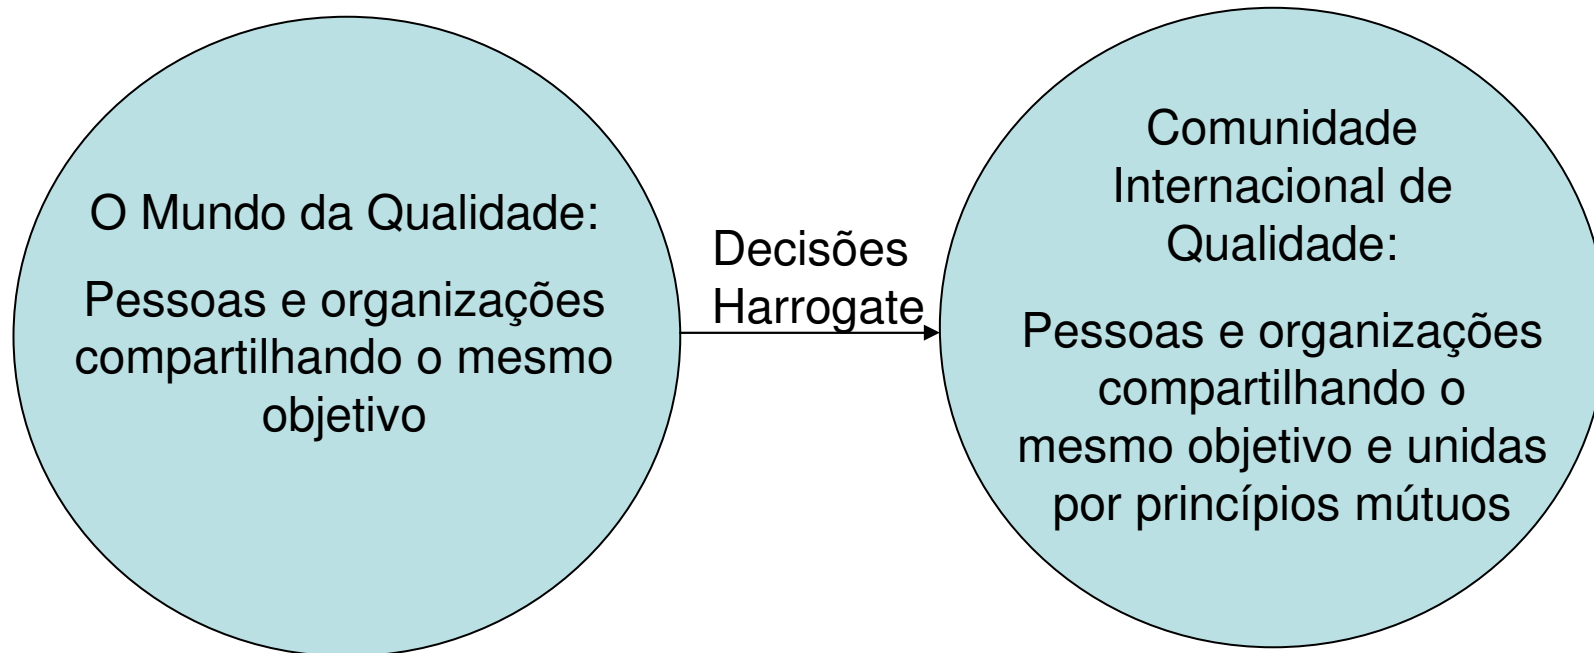 O Mundo da Qualidade:
Pessoas e organizações
compartilhando o mesmo
objetivo
Decisões
Harrogate
Comunidade
Internacional de
Qualidade:
Pessoas e organizações
compartilhando o
mesmo objetivo e unidas
por princípios mútuos